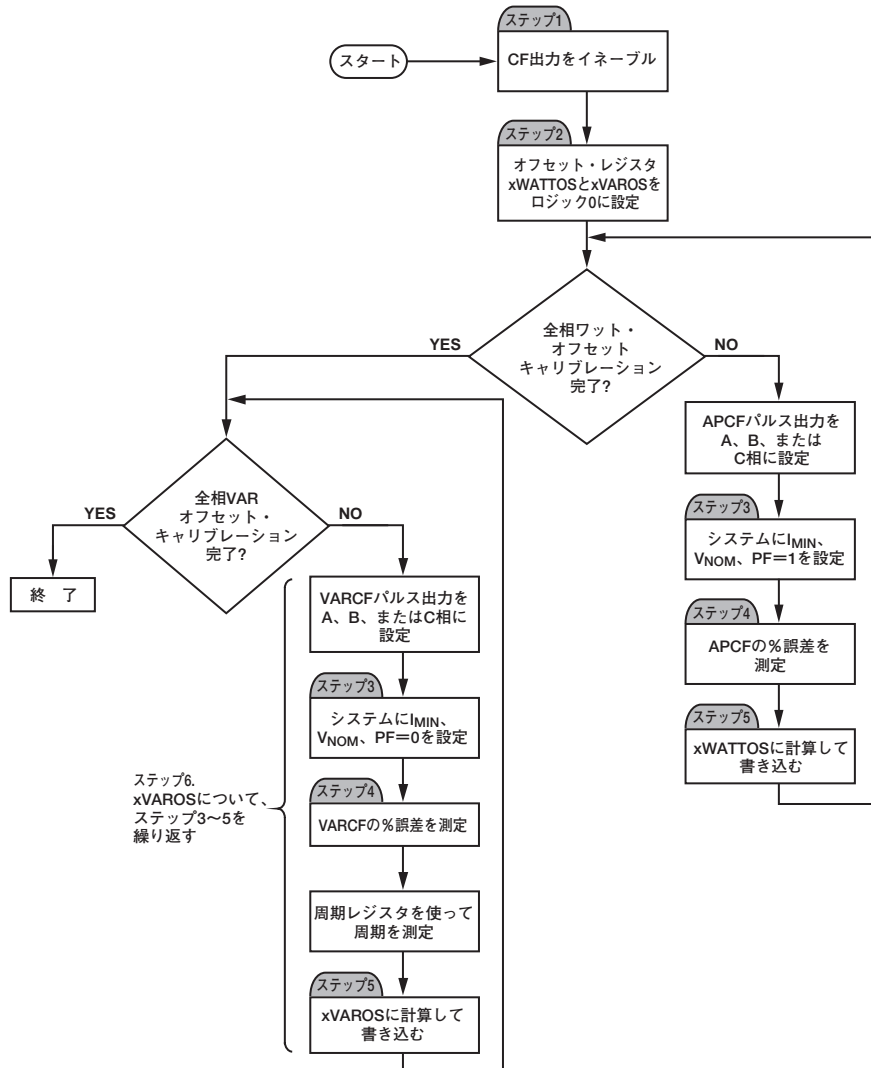 ステップ1
スタート
CF出力をイネーブル
ステップ2
オフセット・レジスタ
xWATTOSとxVAROSを
ロジック0に設定
全相ワット・
オフセット
キャリブレーション
完了?
YES
NO
APCFパルス出力を
A、B、または
C相に設定
ステップ3
システムにIMIN、
VNOM、PF=1を設定
ステップ4
APCFの%誤差を
測定
ステップ5
xWATTOSに計算して
書き込む
全相VAR
オフセット・
キャリブレーション
完了?
YES
NO
終 了
VARCFパルス出力を
A、B、またはC相に
設定
ステップ3
システムにIMIN、
VNOM、PF=0を設定
ステップ4
VARCFの%誤差を測定
周期レジスタを使って
周期を測定
ステップ5
xVAROSに計算して
書き込む
ステップ6.
xVAROSについて、
ステップ3~5を
繰り返す